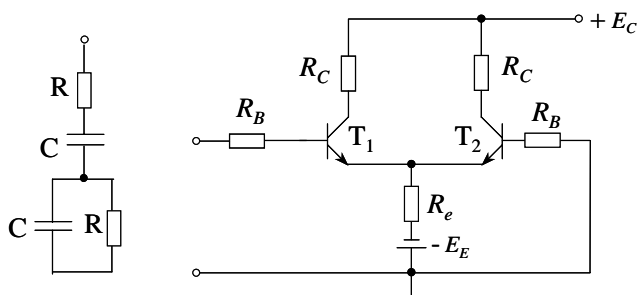 R
C
C R
+ E_C
R_C R_C
R_B R_B
T_1 T_2
R_e
- E_E